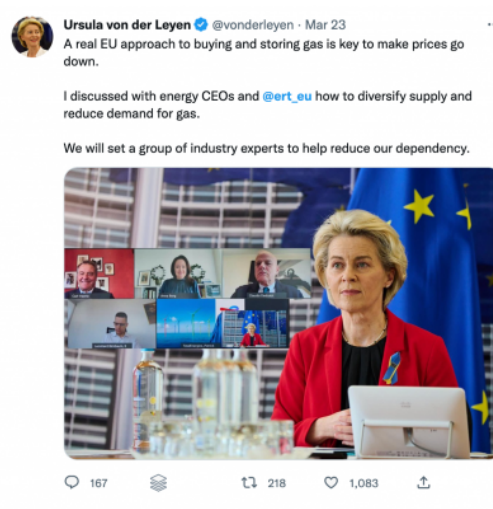 Ursula von der Leyen @vonderleyen · Mar 23
A real EU approach to buying and storing gas is key to make prices go
down.
I discussed with energy CEOs and @ert_eu how to diversify supply and
reduce demand for gas.
We will set a group of industry experts to help reduce our dependency.
167
218
1,083